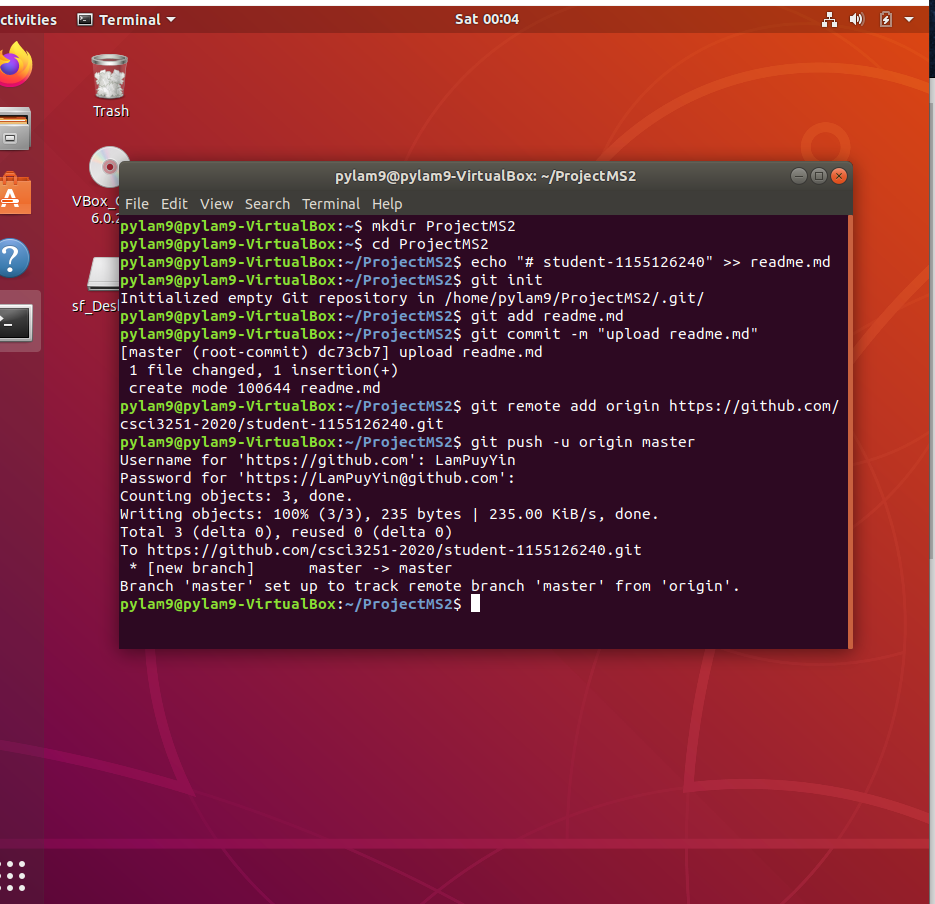 ctivities Terminal Sat 00:04
Trash
pylam9@pylam9-VirtualBox: ~/ProjectMS2
VBox_
6.0.2
File Edit View Search Terminal Help
sf_Des
pylam9@pylam9-VirtualBox:~$ mkdir ProjectMS2
pylam9@pylam9-VirtualBox:~$ cd ProjectMS2
pylam9@pylam9-VirtualBox:~/ProjectMS2$ echo "# student-1155126240" >> readme.md
pylam9@pylam9-VirtualBox:~/ProjectMS2$ git init
Initialized empty Git repository in /home/pylam9/ProjectMS2/.git/
pylam9@pylam9-VirtualBox:~/ProjectMS2$ git add readme.md
pylam9@pylam9-VirtualBox:~/ProjectMS2$ git commit -m "upload readme.md"
[master (root-commit) dc73cb7] upload readme.md
 1 file changed, 1 insertion(+)
 create mode 100644 readme.md
pylam9@pylam9-VirtualBox:~/ProjectMS2$ git remote add origin https://github.com/
csci3251-2020/student-1155126240.git
pylam9@pylam9-VirtualBox:~/ProjectMS2$ git push -u origin master
Username for 'https://github.com': LamPuyYin
Password for 'https://LamPuyYin@github.com':
Counting objects: 3, done.
Writing objects: 100% (3/3), 235 bytes | 235.00 KiB/s, done.
Total 3 (delta 0), reused 0 (delta 0)
To https://github.com/csci3251-2020/student-1155126240.git
 * [new branch]      master -> master
Branch 'master' set up to track remote branch 'master' from 'origin'.
pylam9@pylam9-VirtualBox:~/ProjectMS2$